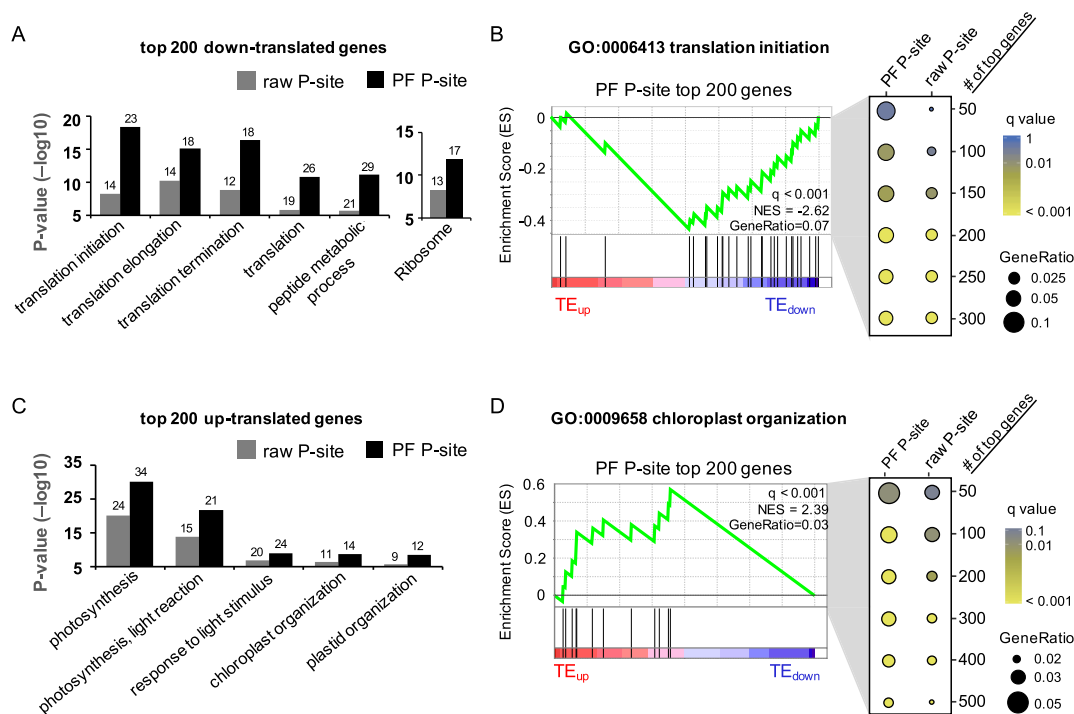 A
top 200 down-translated genes
raw P-site
PF P-site
P-value (–log10)
20
15
10
5
14
23
14
18
12
18
19
26
21
29
translation initiation
translation elongation
translation termination
translation
peptide metabolic
process
15
10
5
13
17
Ribosome
B
GO:0006413 translation initiation
PF P-site top 200 genes
Enrichment Score (ES)
0
-0.2
-0.4
q < 0.001
NES = -2.62
GeneRatio=0.07
TEup
TEdown
PF P-site
raw P-site
# of top genes
50
100
150
200
250
300
q value
1
0.01
< 0.001
GeneRatio
0.025
0.05
0.1
C
top 200 up-translated genes
raw P-site
PF P-site
P-value (–log10)
35
25
15
5
24
34
15
21
20
24
11
14
9
12
photosynthesis
photosynthesis, light reaction
response to light stimulus
chloroplast organization
plastid organization
D
GO:0009658 chloroplast organization
PF P-site top 200 genes
Enrichment Score (ES)
0.6
0.4
0.2
0
q < 0.001
NES = 2.39
GeneRatio=0.03
TEup
TEdown
PF P-site
raw P-site
# of top genes
50
100
200
300
400
500
q value
0.1
0.01
< 0.001
GeneRatio
0.02
0.03
0.05